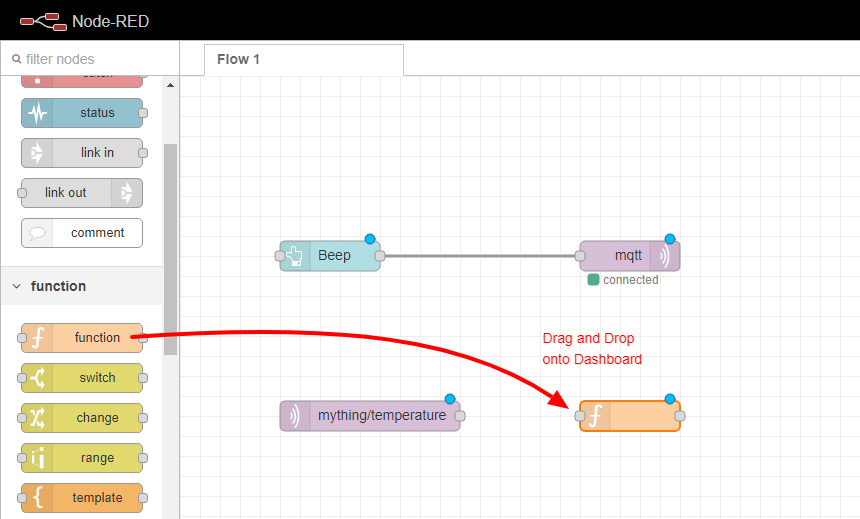 Node-RED
filter nodes
Flow 1
catch
status
link in
link out
comment
function
function
switch
change
range
template
Beep
mqtt
connected
Drag and Drop
onto Dashboard
mything/temperature